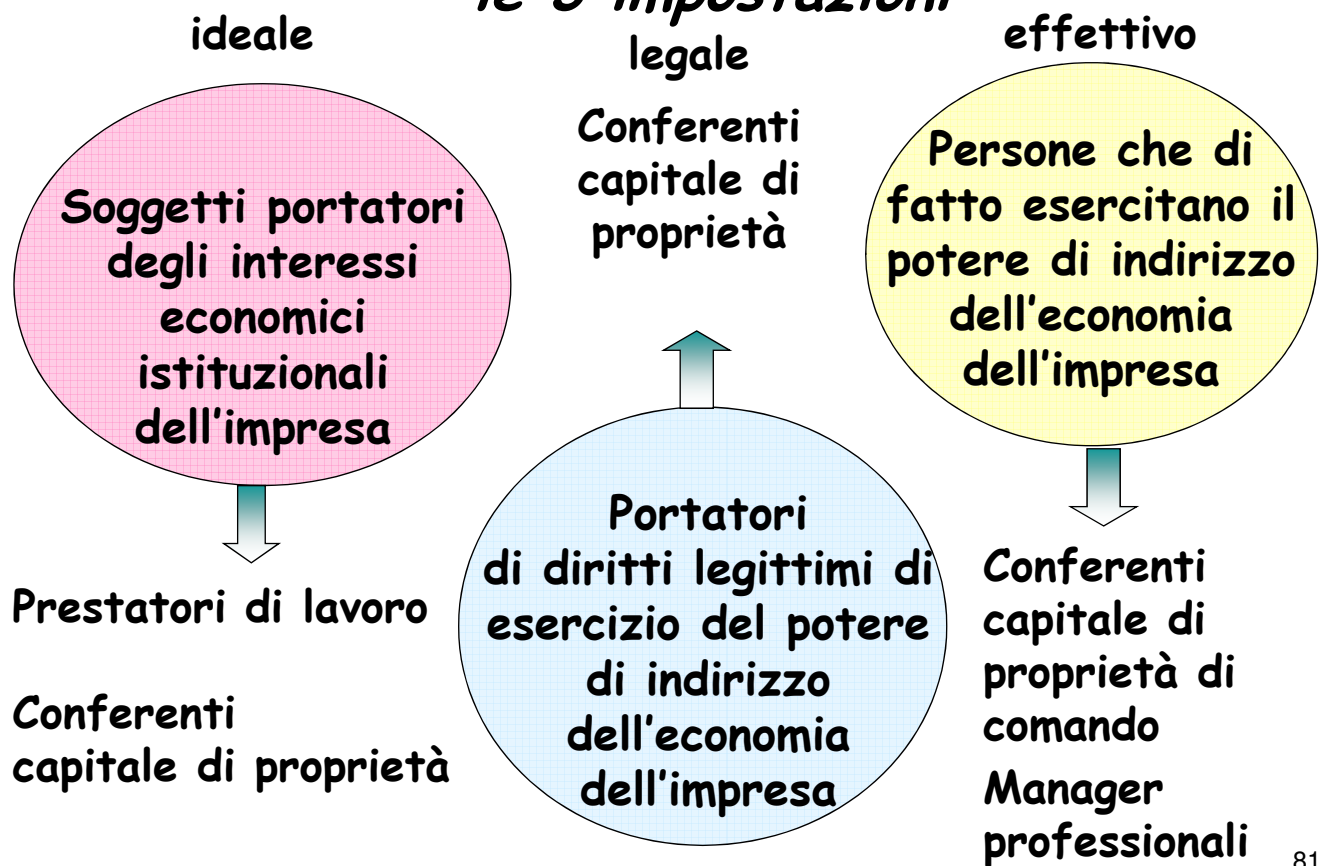 le 3 impostazioni
ideale
Soggetti portatori
degli interessi
economici
istituzionali
dell'impresa
Prestatori di lavoro
Conferenti
capitale di proprietà
legale
Conferenti
capitale di
proprietà
Portatori
di diritti legittimi di
esercizio del potere
di indirizzo
dell'economia
dell'impresa
effettivo
Persone che di
fatto esercitano il
potere di indirizzo
dell'economia
dell'impresa
Conferenti
capitale di
proprietà di
comando
Manager
professionali
81